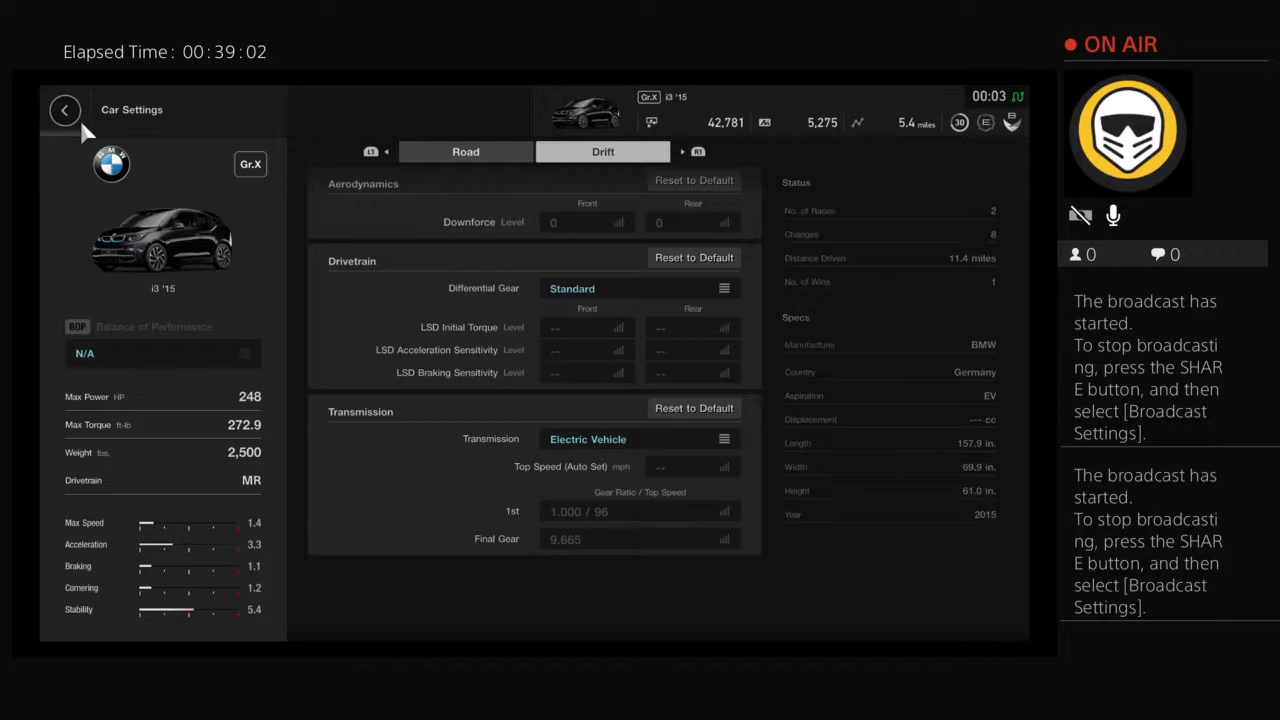 Elapsed Time: 00:39:02
ON AIR
Car Settings
Gr.X i3 '15
00:03
42,781 5,275 5.4 miles 30 E B
BMW
Gr.X
L1 Road Drift R1
i3 '15
BOP Balance of Performance
N/A
Max Power HP 248
Max Torque ft-lb 272.9
Weight lbs. 2,500
Drivetrain MR
Max Speed 1.4
Acceleration 3.3
Braking 1.1
Cornering 1.2
Stability 5.4
Aerodynamics Reset to Default
Front Rear
Downforce Level 0 0
Drivetrain Reset to Default
Differential Gear Standard
Front Rear
LSD Initial Torque Level -- --
LSD Acceleration Sensitivity Level -- --
LSD Braking Sensitivity Level -- --
Transmission Reset to Default
Transmission Electric Vehicle
Top Speed (Auto Set) mph --
Gear Ratio / Top Speed
1st 1.000 / 96
Final Gear 9.665
Status
No. of Races 2
Changes 8
Distance Driven 11.4 miles
No. of Wins 1
Specs
Manufacturer BMW
Country Germany
Aspiration EV
Displacement --- cc
Length 157.9 in.
Width 69.9 in.
Height 61.0 in.
Year 2015
0 0
The broadcast has
started.
To stop broadcasti
ng, press the SHAR
E button, and then
select [Broadcast
Settings].
The broadcast has
started.
To stop broadcasti
ng, press the SHAR
E button, and then
select [Broadcast
Settings].